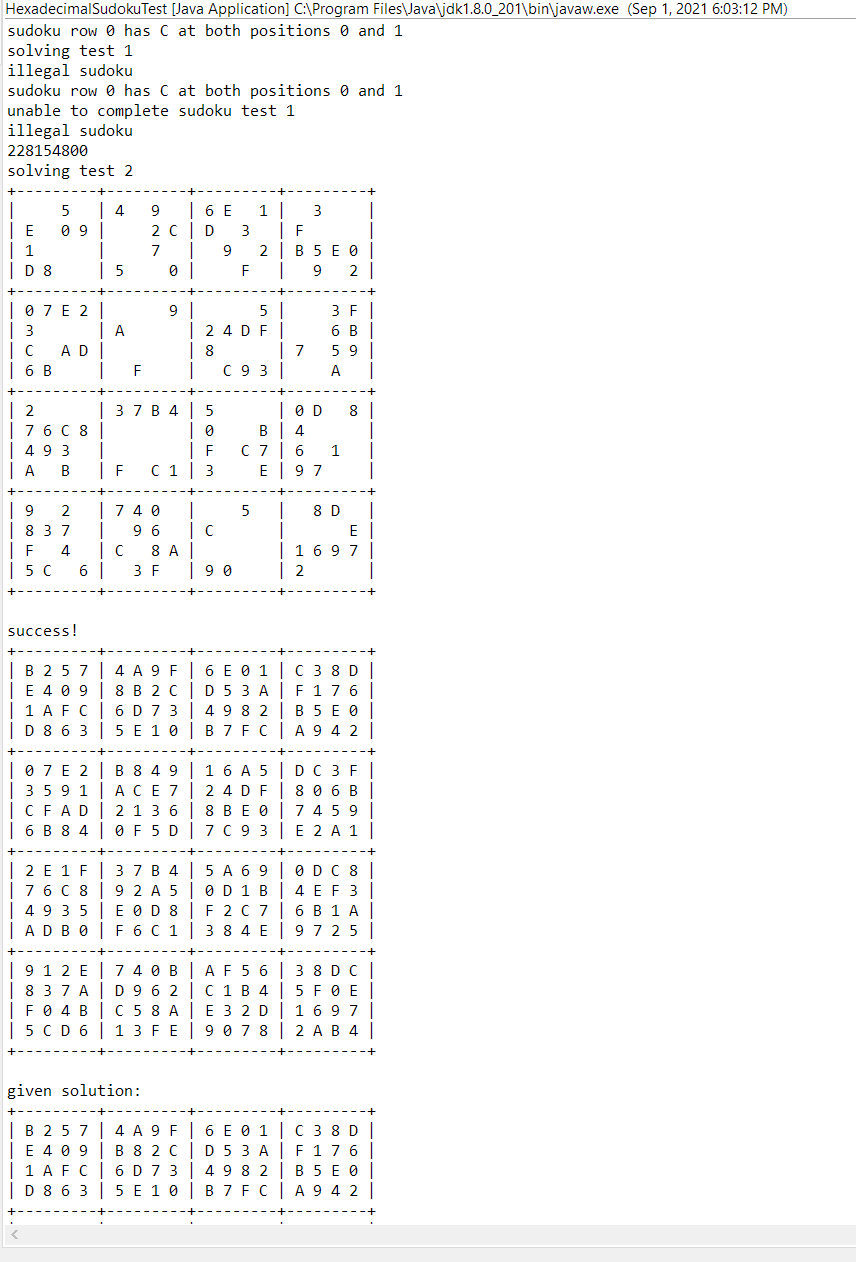 HexadecimalSudokuTest [Java Application] C:\Program Files\Java\jdk1.8.0_201\bin\javaw.exe  (Sep 1, 2021 6:03:12 PM)
sudoku row 0 has C at both positions 0 and 1
solving test 1
illegal sudoku
sudoku row 0 has C at both positions 0 and 1
unable to complete sudoku test 1
illegal sudoku
228154800
solving test 2
+---------+---------+---------+---------+
|     5   | 4   9   | 6 E   1 |   3     |
| E   0 9 |     2 C | D   3   | F       |
| 1       |     7   |   9   2 | B 5 E 0 |
| D 8     | 5     0 |     F   |   9   2 |
+---------+---------+---------+---------+
| 0 7 E 2 |       9 |       5 |     3 F |
| 3       | A       | 2 4 D F |     6 B |
| C   A D |         | 8       | 7   5 9 |
| 6 B     |   F     |   C 9 3 |     A   |
+---------+---------+---------+---------+
| 2       | 3 7 B 4 | 5       | 0 D   8 |
| 7 6 C 8 |         | 0     B | 4       |
| 4 9 3   |         | F   C 7 | 6   1   |
| A   B   | F   C 1 | 3     E | 9 7     |
+---------+---------+---------+---------+
| 9   2   | 7 4 0   |     5   |   8 D   |
| 8 3 7   |   9 6   | C       |       E |
| F   4   | C   8 A |         | 1 6 9 7 |
| 5 C   6 |   3 F   | 9 0     | 2       |
+---------+---------+---------+---------+
success!
+---------+---------+---------+---------+
| B 2 5 7 | 4 A 9 F | 6 E 0 1 | C 3 8 D |
| E 4 0 9 | 8 B 2 C | D 5 3 A | F 1 7 6 |
| 1 A F C | 6 D 7 3 | 4 9 8 2 | B 5 E 0 |
| D 8 6 3 | 5 E 1 0 | B 7 F C | A 9 4 2 |
+---------+---------+---------+---------+
| 0 7 E 2 | B 8 4 9 | 1 6 A 5 | D C 3 F |
| 3 5 9 1 | A C E 7 | 2 4 D F | 8 0 6 B |
| C F A D | 2 1 3 6 | 8 B E 0 | 7 4 5 9 |
| 6 B 8 4 | 0 F 5 D | 7 C 9 3 | E 2 A 1 |
+---------+---------+---------+---------+
| 2 E 1 F | 3 7 B 4 | 5 A 6 9 | 0 D C 8 |
| 7 6 C 8 | 9 2 A 5 | 0 D 1 B | 4 E F 3 |
| 4 9 3 5 | E 0 D 8 | F 2 C 7 | 6 B 1 A |
| A D B 0 | F 6 C 1 | 3 8 4 E | 9 7 2 5 |
+---------+---------+---------+---------+
| 9 1 2 E | 7 4 0 B | A F 5 6 | 3 8 D C |
| 8 3 7 A | D 9 6 2 | C 1 B 4 | 5 F 0 E |
| F 0 4 B | C 5 8 A | E 3 2 D | 1 6 9 7 |
| 5 C D 6 | 1 3 F E | 9 0 7 8 | 2 A B 4 |
+---------+---------+---------+---------+
given solution:
+---------+---------+---------+---------+
| B 2 5 7 | 4 A 9 F | 6 E 0 1 | C 3 8 D |
| E 4 0 9 | B 8 2 C | D 5 3 A | F 1 7 6 |
| 1 A F C | 6 D 7 3 | 4 9 8 2 | B 5 E 0 |
| D 8 6 3 | 5 E 1 0 | B 7 F C | A 9 4 2 |
+---------+---------+---------+---------+